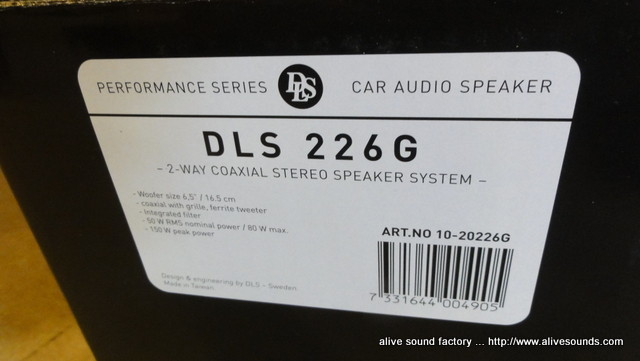 PERFORMANCE SERIES DLS CAR AUDIO SPEAKER
DLS 226G
- 2-WAY COAXIAL STEREO SPEAKER SYSTEM -
- Woofer size 6,5" / 16.5 cm
- coaxial with grille, ferrite tweeter
- Integrated filter
- 50 W RMS nominal power / 80 W max.
- 150 W peak power
ART.NO 10-20226G
7 331644 004905
Design & engineering by DLS - Sweden
Made in Taiwan
alive sound factory ... http://www.alivesounds.com